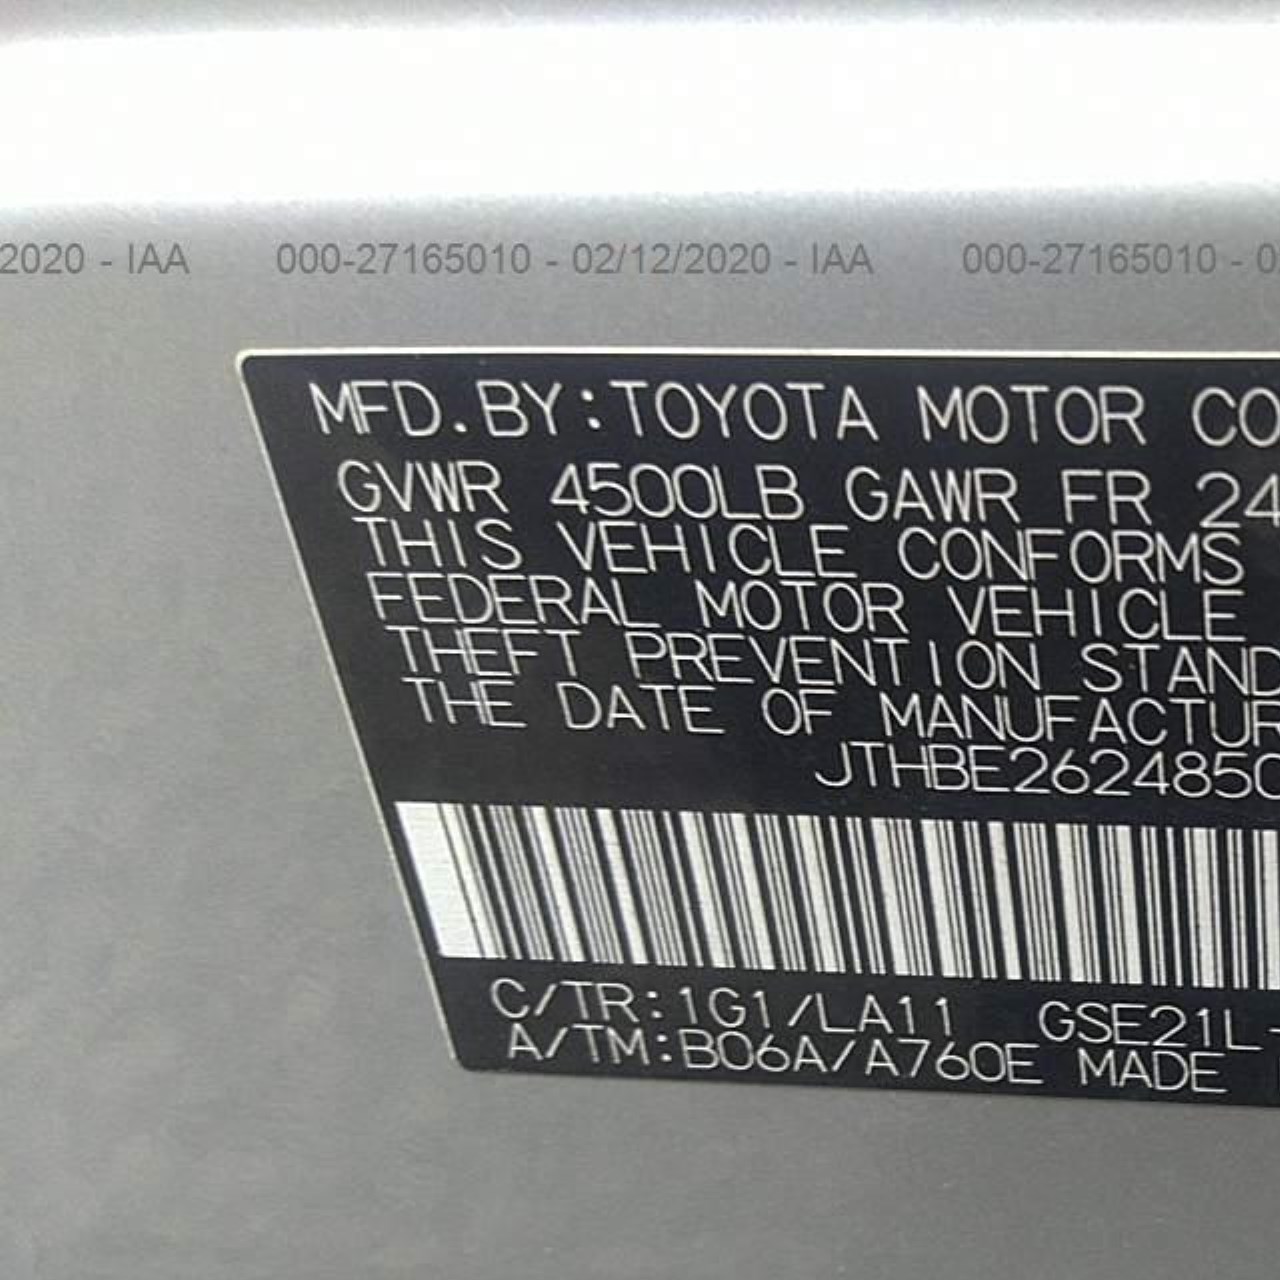 2020 - IAA 000-27165010 - 02/12/2020 - IAA 000-27165010 - 0
MFD.BY:TOYOTA MOTOR CO
GVWR 4500LB GAWR FR 24
THIS VEHICLE CONFORMS
FEDERAL MOTOR VEHICLE
THEFT PREVENTION STAND
THE DATE OF MANUFACTUR
JTHBE2624850
C/TR:1G1/LA11 GSE21L-
A/TM:B06A/A760E MADE